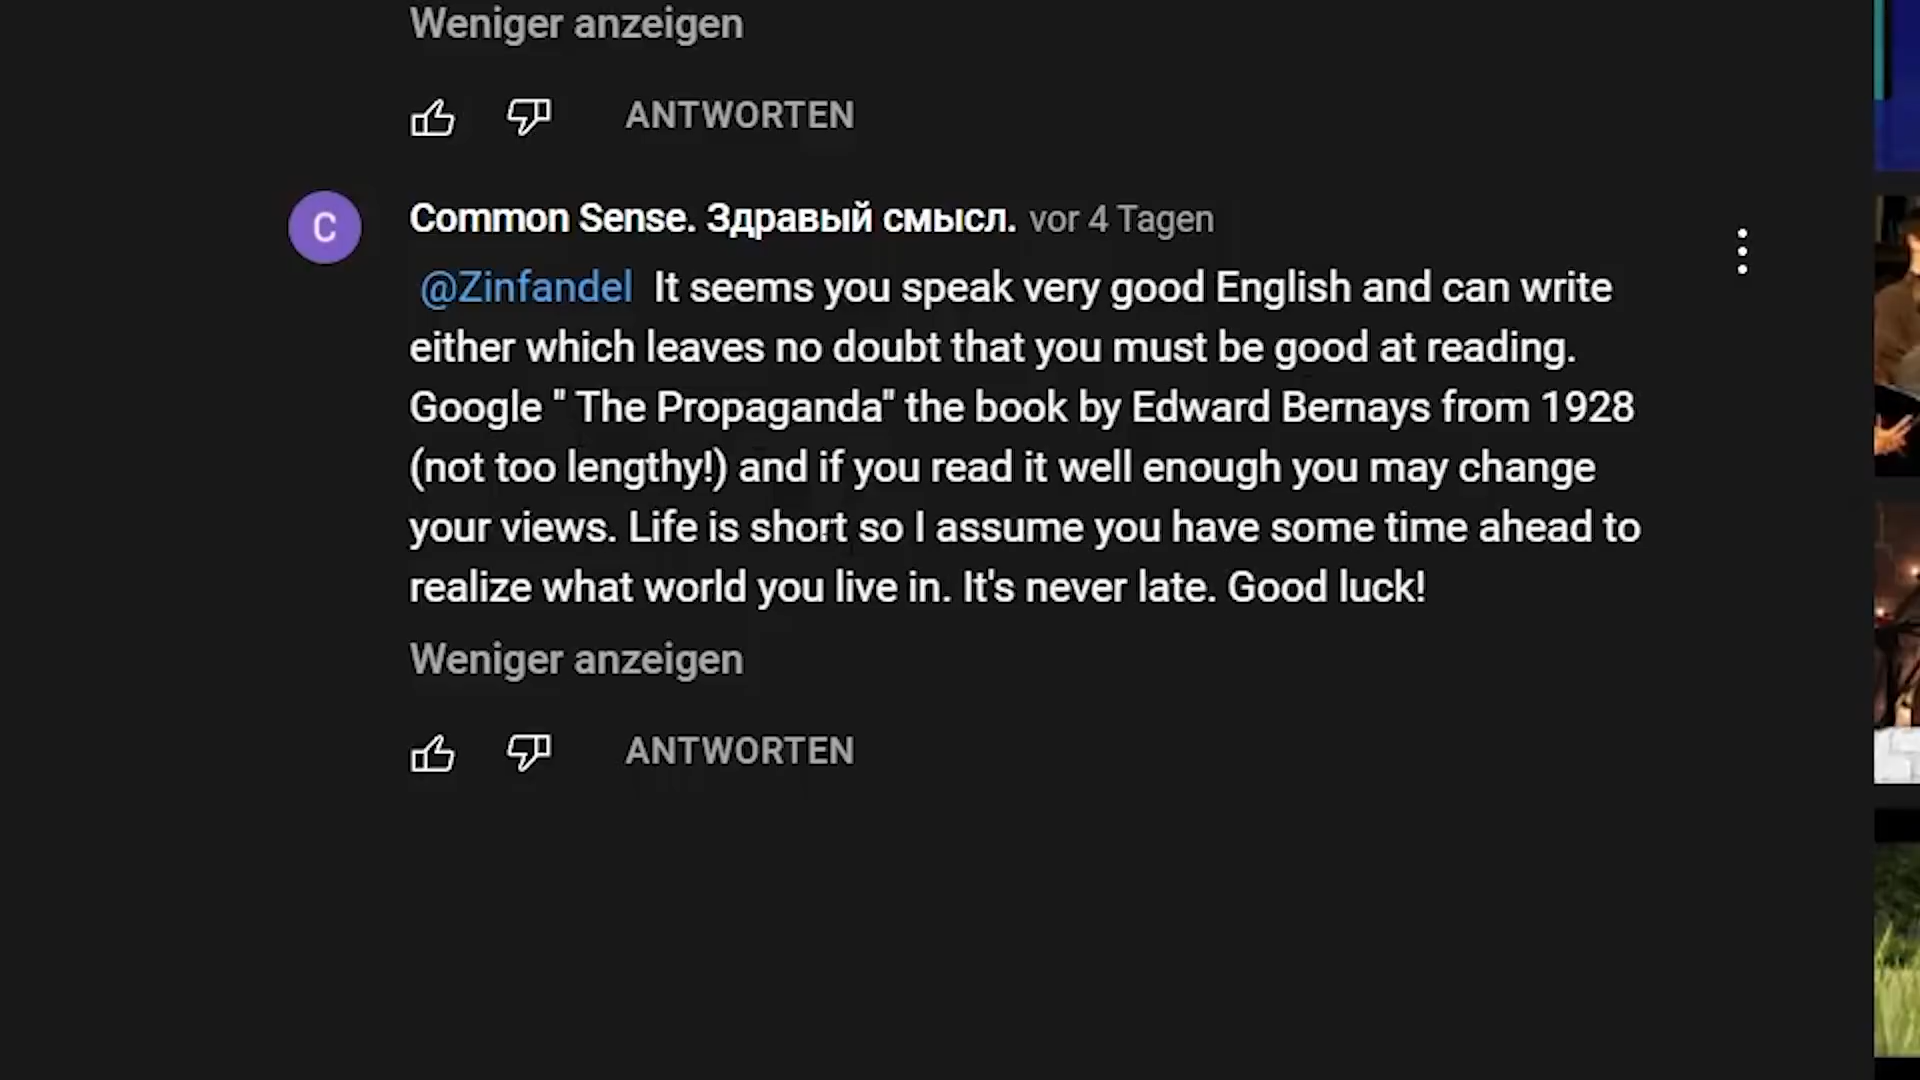 Weniger anzeigen
ANTWORTEN
C
Common Sense. Здравый смысл. vor 4 Tagen
@Zinfandel It seems you speak very good English and can write
either which leaves no doubt that you must be good at reading.
Google " The Propaganda" the book by Edward Bernays from 1928
(not too lengthy!) and if you read it well enough you may change
your views. Life is short so I assume you have some time ahead to
realize what world you live in. It's never late. Good luck!
Weniger anzeigen
ANTWORTEN